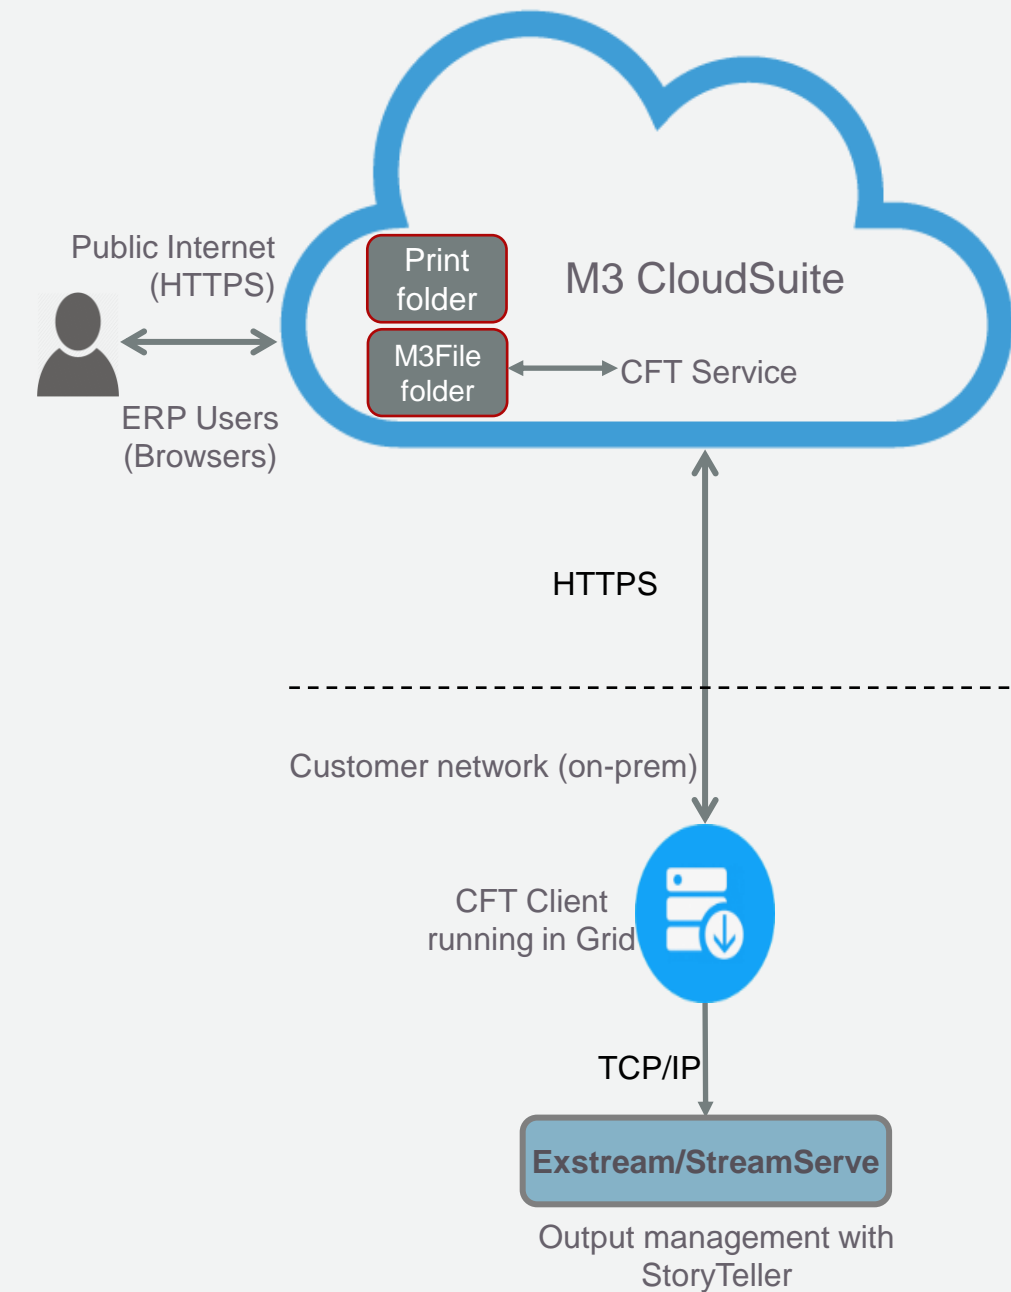 Public Internet
(HTTPS)
Print
folder
M3 CloudSuite
M3File
folder
CFT Service
ERP Users
(Browsers)
HTTPS
Customer network (on-prem)
CFT Client
running in Grid
TCP/IP
Exstream/StreamServe
Output management with
StoryTeller